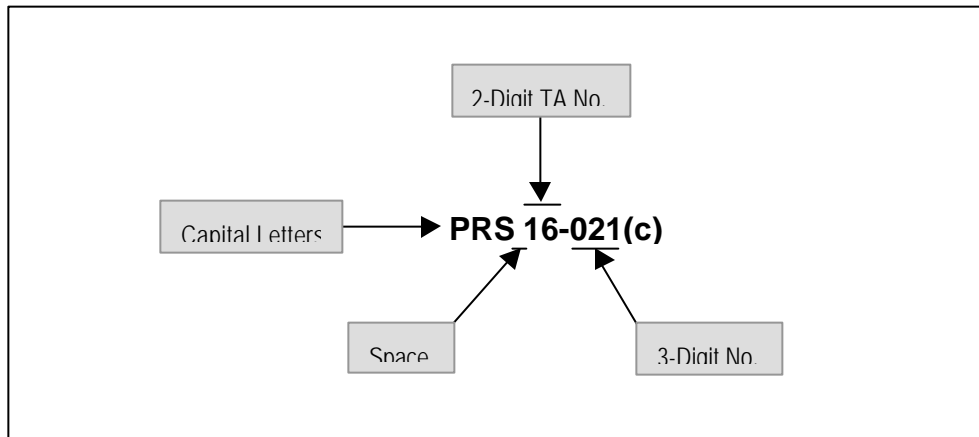 2-Digit TA No.
Capital Letters
PRS 16-021(c)
Space
3-Digit No.